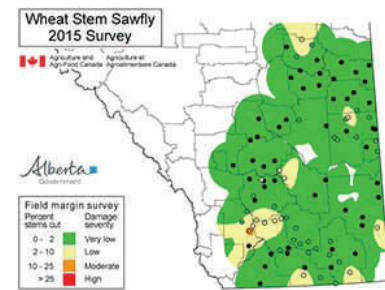 Wheat Stem Sawfly
2015 Survey
Agriculture and Agriculture et
Agri-Food Canada Agroalimentaire Canada
Alberta
Government
Field margin survey
Percent Damage
stems cut severity
0 - 2 Very low
2 - 10 Low
10 - 25 Moderate
> 25 High